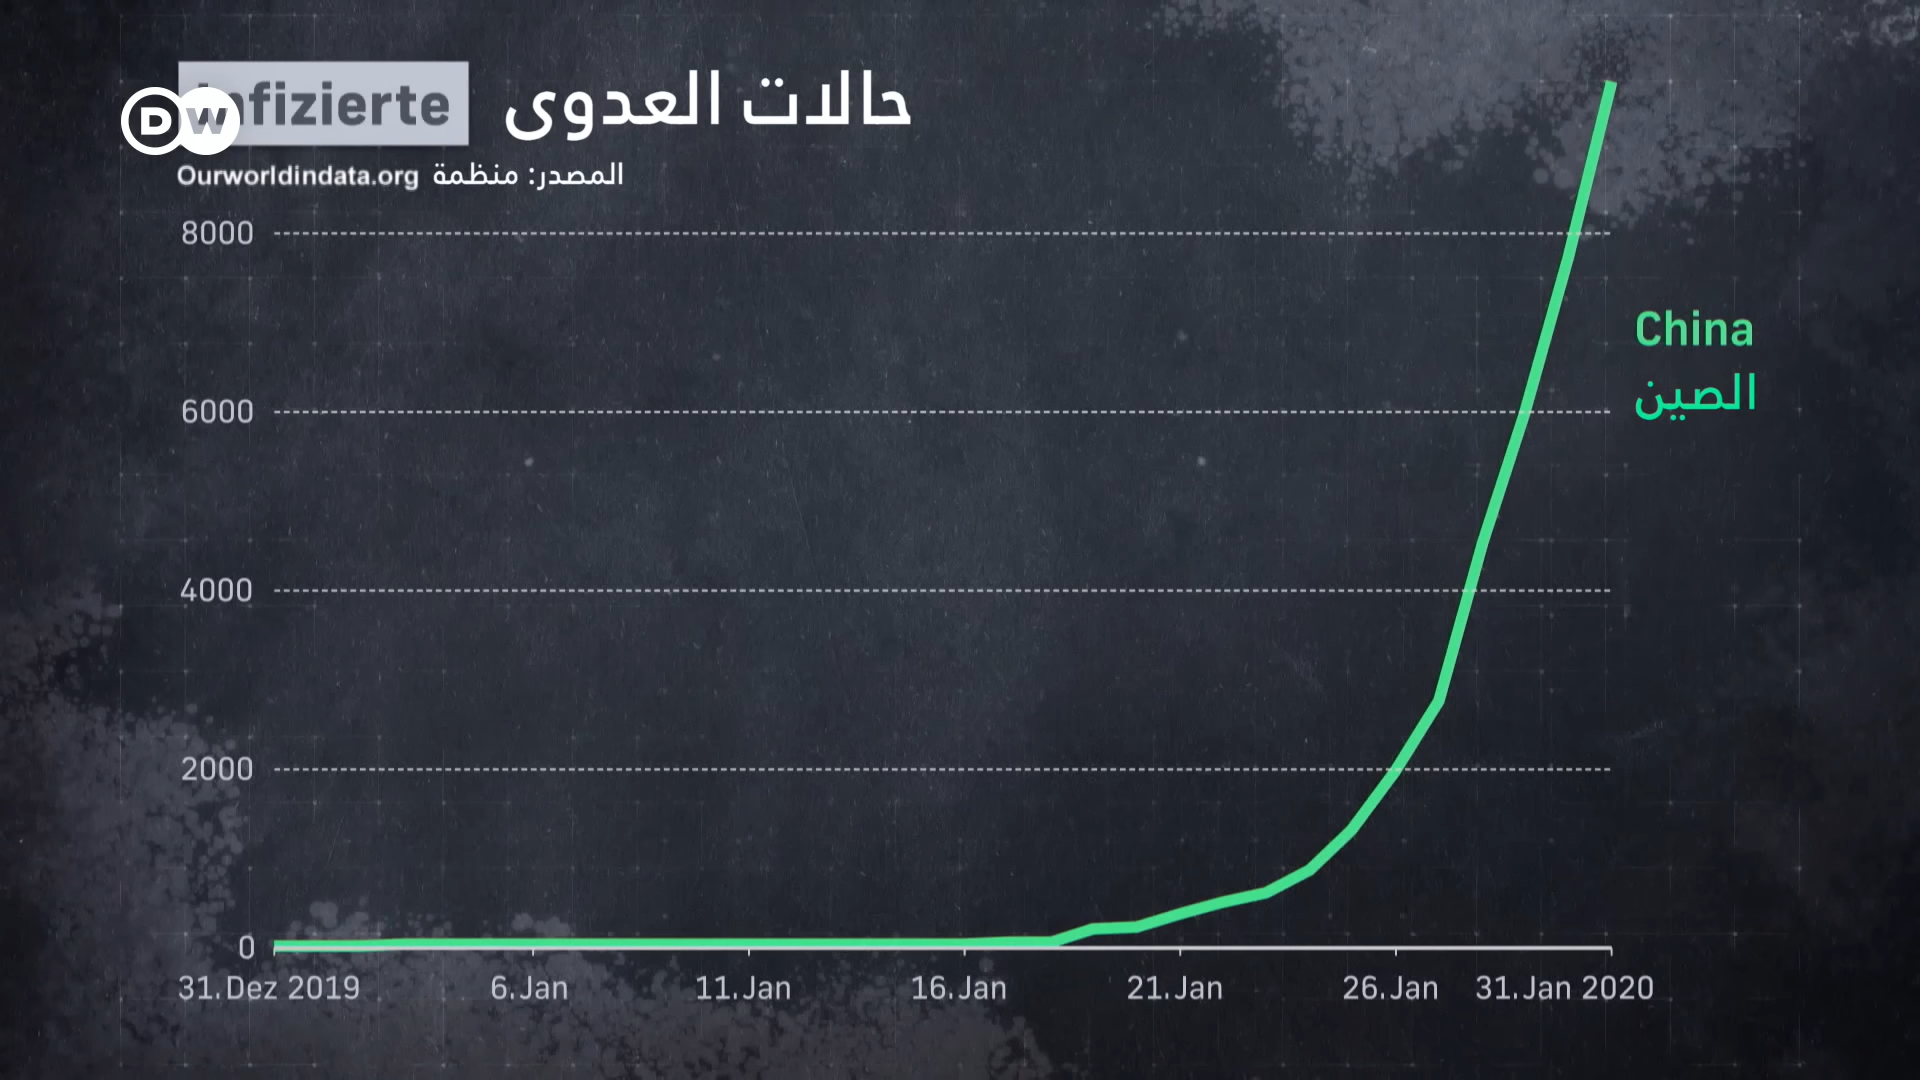 DW
Infizierte حالات العدوى
المصدر: منظمة Ourworldindata.org
8000
6000
4000
2000
0
China
الصين
31. Dez 2019 6. Jan 11. Jan 16. Jan 21. Jan 26. Jan 31. Jan 2020